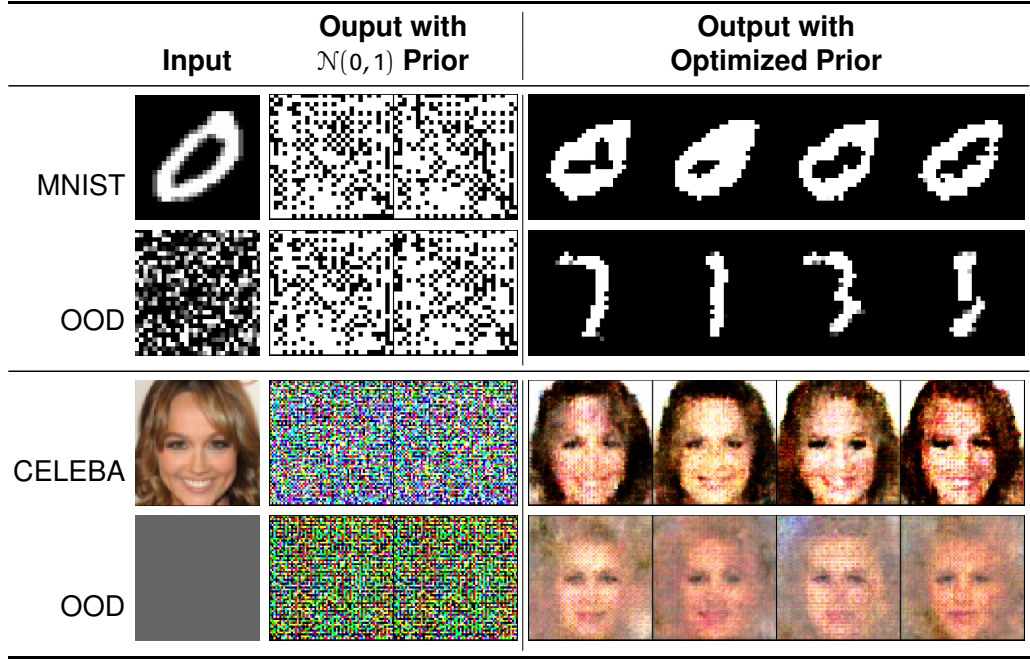 Input
Ouput with
N(0, 1) Prior
Output with
Optimized Prior
MNIST
OOD
CELEBA
OOD